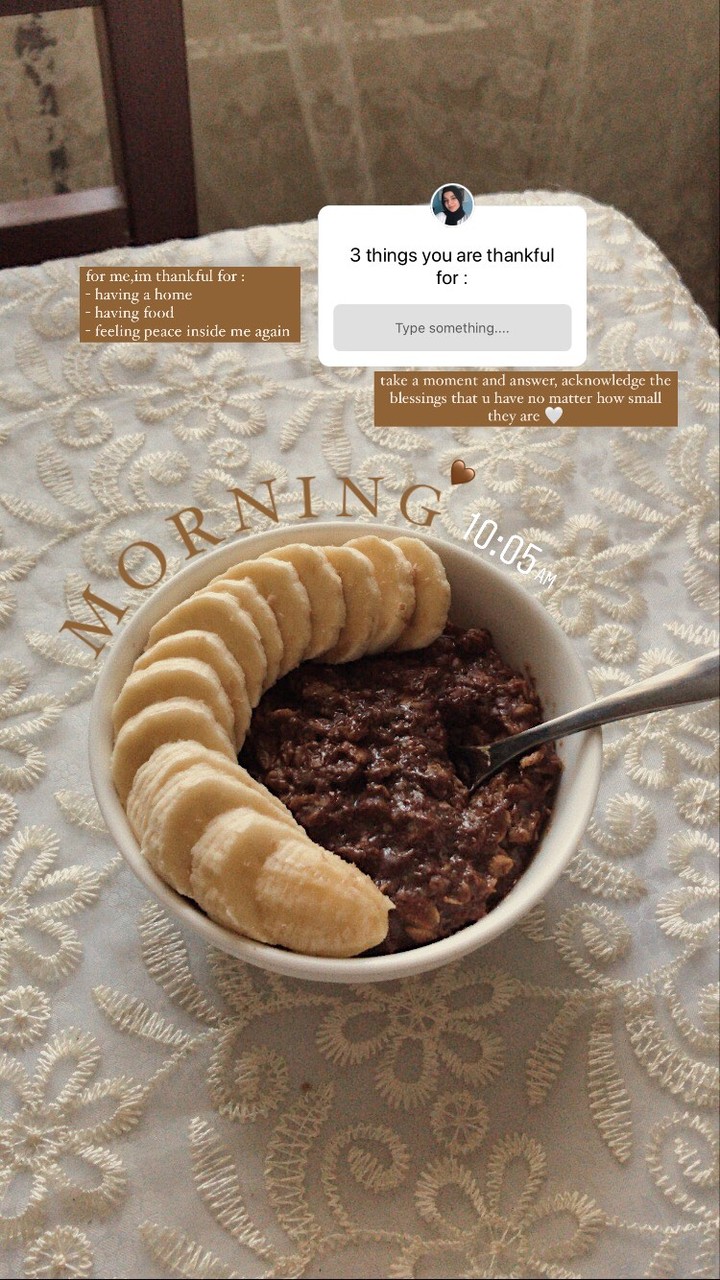 3 things you are thankful
for :
Type something....
for me,im thankful for :
- having a home
- having food
- feeling peace inside me again
take a moment and answer, acknowledge the
blessings that u have no matter how small
they are 🤍
MORNING🤎
10:05 AM